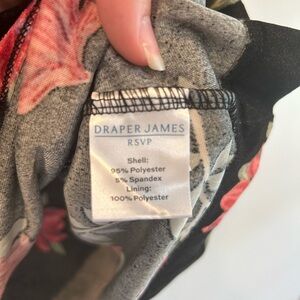 DRAPER JAMES
RSVP
Shell:
95% Polyester
5% Spandex
Lining:
100% Polyester